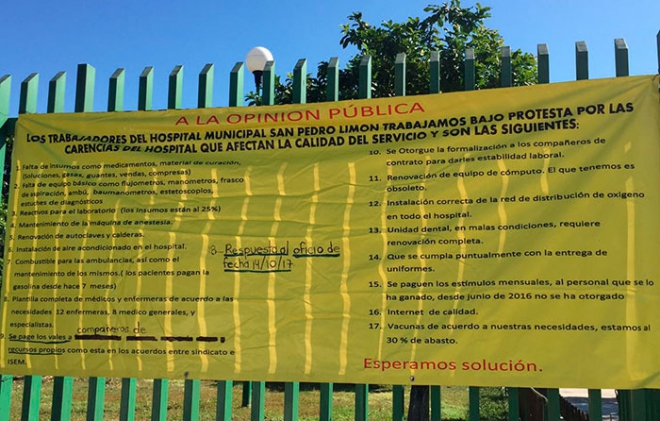 A LA OPINION PÚBLICA
LOS TRABAJADORES DEL HOSPITAL MUNICIPAL SAN PEDRO LIMON TRABAJAMOS BAJO PROTESTA POR LAS
CARENCIAS DEL HOSPITAL QUE AFECTAN LA CALIDAD DEL SERVICIO Y SON LAS SIGUIENTES:
1. Falta de insumos como medicamentos, material de curación,
(soluciones, gasas, guantes, vendas, compresas)
2. Falta de equipo básico como flujometros, manometros, frasco
de supiración, ambú, baumanometros, estatoscopios,
estuches de diagnósticos
3. Reactivos para el laboratorio (los insumos están al 25%)
4. Mantenimiento de la máquina de anestesia.
5. Renovación de autoclaves y calderas.
6. Instalación de aire acondicionado en el hospital.
7. Combustible para las ambulancias, así como el
mantenimiento de los mismos.( los pacientes pagan la
gasolina desde hace 7 meses)
8. Plantilla completa de médicos y enfermeras de acuerdo a las
necesidades 12 enfermeras, 8 medico generales, y
especialistas.
9. Se page los vales a compañeros de
recursos propios como esta en los acuerdos entre sindicato e
ISEM.
18- Respuesta al oficio de
fecha 14/10/17
10. Se Otorgue la formalización a los compañeros de
contrato para darles estabilidad laboral.
11. Renovación de equipo de cómputo. El que tenemos es
obsoleto.
12. Instalación correcta de la red de distribución de oxigeno
en todo el hospital.
13. Unidad dental, en malas condiciones, requiere
renovación completa.
14. Que se cumpla puntualmente con la entrega de
uniformes.
15. Se paguen los estímulos mensuales, al personal que se lo
ha ganado, desde junio de 2016 no se ha otorgado
16. Internet de calidad.
17. Vacunas de acuerdo a nuestras necesidades, estamos al
30 % de abasto.
Esperamos solución.